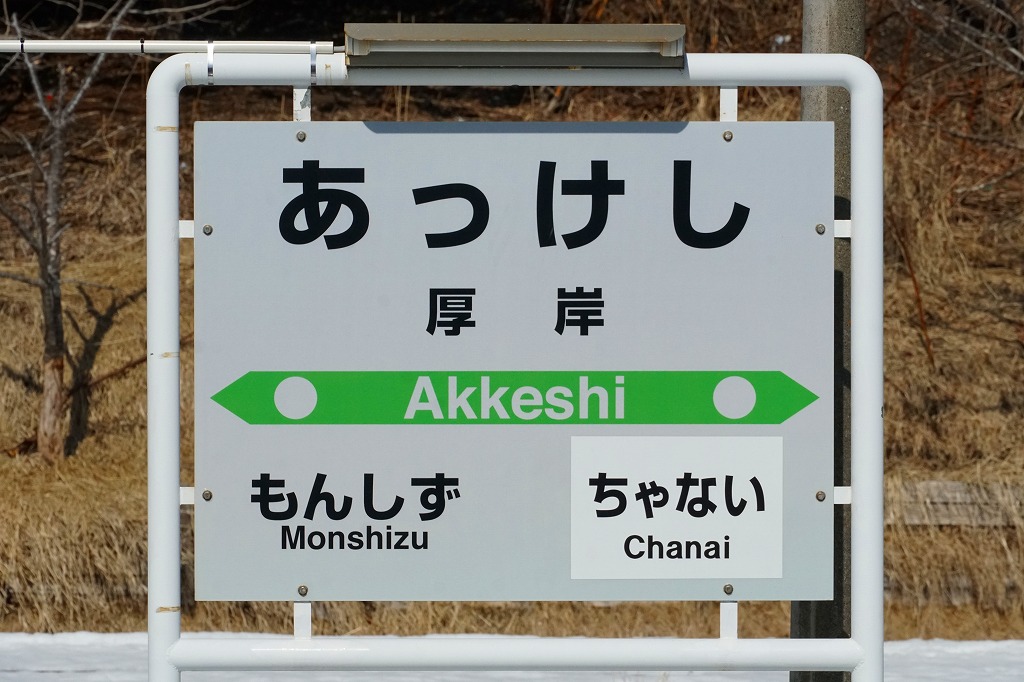 あっけし
厚岸
Akkeshi
もんしず
Monshizu
ちゃない
Chanai